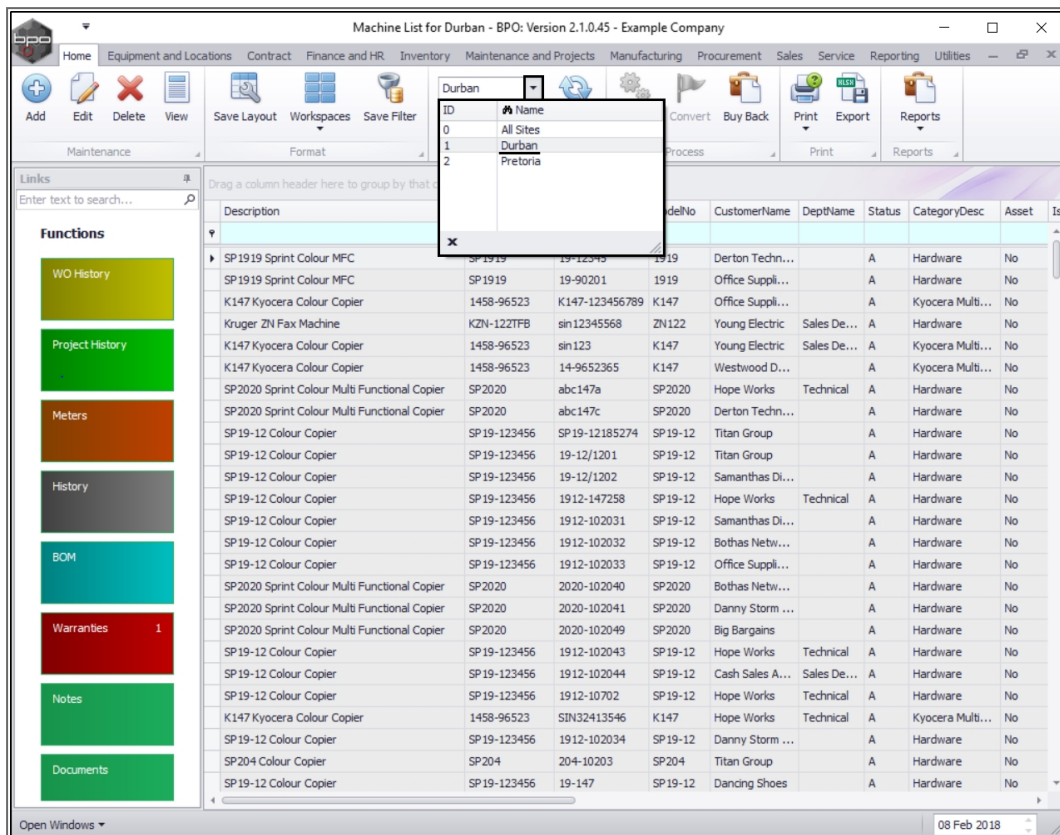 Machine List for Durban - BPO: Version 2.1.0.45 - Example Company
bpo
Home Equipment and Locations Contract Finance and HR Inventory Maintenance and Projects Manufacturing Procurement Sales Service Reporting Utilities
Durban
Add Edit Delete View Save Layout Workspaces Save Filter Convert Buy Back Print Export Reports
Maintenance Format Process Print Reports
ID Name
0 All Sites
1 Durban
2 Pretoria
Links
Enter text to search...
Functions
WO History
Project History
Meters
History
BOM
Warranties 1
Notes
Documents
Drag a column header here to group by that c
Description delNo CustomerName DeptName Status CategoryDesc Asset Is
SP1919 Sprint Colour MFC SP1919 19-12345 1919 Derton Techn... A Hardware No
SP1919 Sprint Colour MFC SP1919 19-90201 1919 Office Suppli... A Hardware No
K147 Kyocera Colour Copier 1458-96523 K147-123456789 K147 Office Suppli... A Kyocera Multi... No
Kruger ZN Fax Machine KZN-122TFB sin12345568 ZN122 Young Electric Sales De... A Hardware No
K147 Kyocera Colour Copier 1458-96523 sin123 K147 Young Electric Sales De... A Kyocera Multi... No
K147 Kyocera Colour Copier 1458-96523 14-9652365 K147 Westwood D... A Kyocera Multi... No
SP2020 Sprint Colour Multi Functional Copier SP2020 abc147a SP2020 Hope Works Technical A Hardware No
SP2020 Sprint Colour Multi Functional Copier SP2020 abc147c SP2020 Derton Techn... A Hardware No
SP19-12 Colour Copier SP19-123456 SP19-12185274 SP19-12 Titan Group A Hardware No
SP19-12 Colour Copier SP19-123456 19-12/1201 SP19-12 Titan Group A Hardware No
SP19-12 Colour Copier SP19-123456 19-12/1202 SP19-12 Samanthas Di... A Hardware No
SP19-12 Colour Copier SP19-123456 1912-147258 SP19-12 Hope Works Technical A Hardware No
SP19-12 Colour Copier SP19-123456 1912-102031 SP19-12 Samanthas Di... A Hardware No
SP19-12 Colour Copier SP19-123456 1912-102032 SP19-12 Bothas Netw... A Hardware No
SP19-12 Colour Copier SP19-123456 1912-102033 SP19-12 Office Suppli... A Hardware No
SP2020 Sprint Colour Multi Functional Copier SP2020 2020-102040 SP2020 Bothas Netw... A Hardware No
SP2020 Sprint Colour Multi Functional Copier SP2020 2020-102041 SP2020 Danny Storm ... A Hardware No
SP2020 Sprint Colour Multi Functional Copier SP2020 2020-102049 SP2020 Big Bargains A Hardware No
SP19-12 Colour Copier SP19-123456 1912-102043 SP19-12 Hope Works Technical A Hardware No
SP19-12 Colour Copier SP19-123456 1912-102044 SP19-12 Cash Sales A... Sales De... A Hardware No
SP19-12 Colour Copier SP19-123456 1912-10702 SP19-12 Hope Works Technical A Hardware No
K147 Kyocera Colour Copier 1458-96523 SIN32413546 K147 Hope Works Technical A Kyocera Multi... No
SP19-12 Colour Copier SP19-123456 1912-102034 SP19-12 Danny Storm ... A Hardware No
SP204 Colour Copier SP204 204-10203 SP204 Titan Group A Hardware No
SP19-12 Colour Copier SP19-123456 19-147 SP19-12 Dancing Shoes A Hardware No
Open Windows 08 Feb 2018